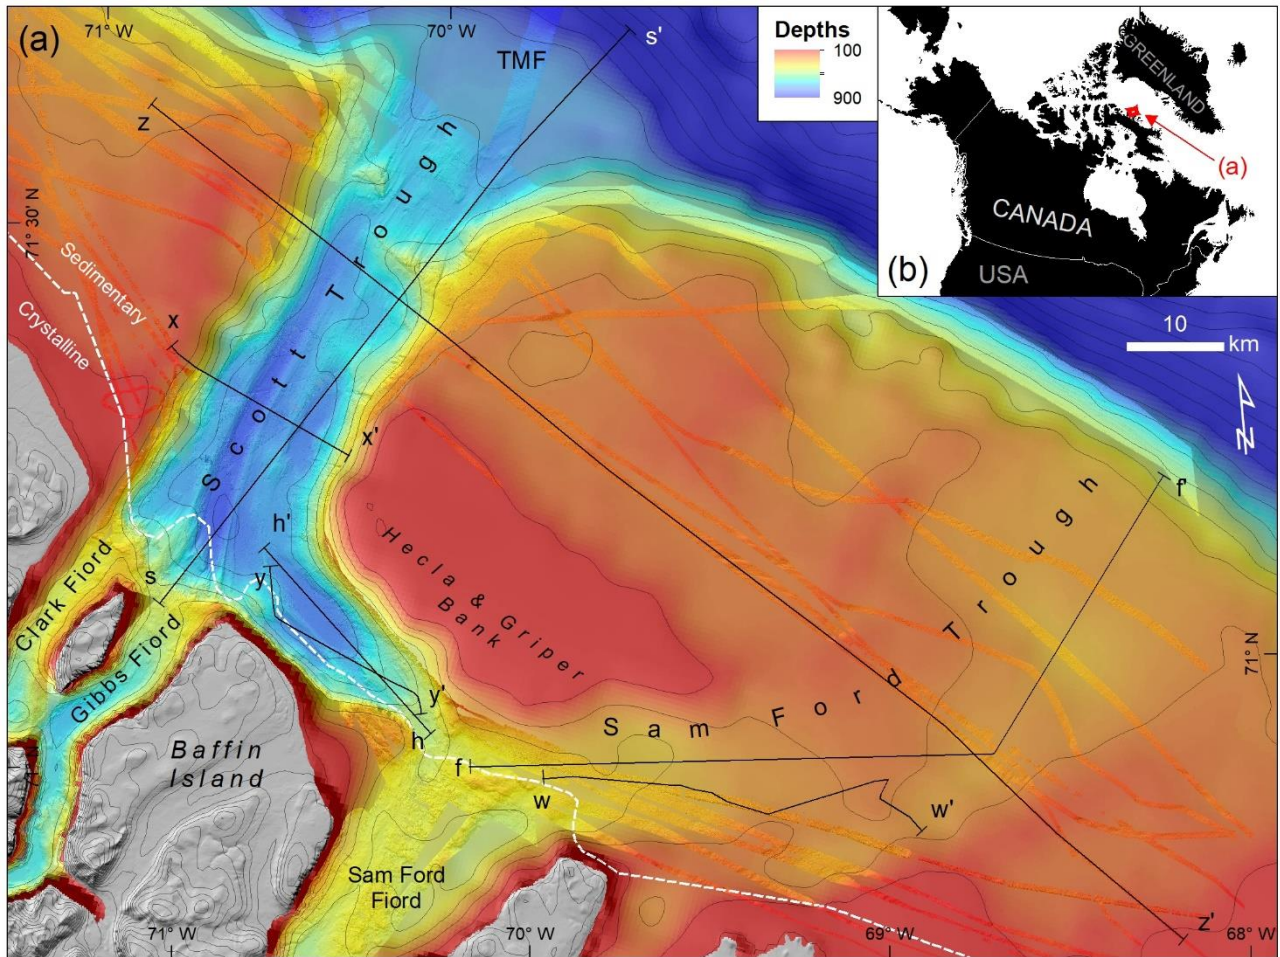 (a)
71° W
70° W
TMF
s'
Depths
100
900
GREENLAND
(a)
CANADA
(b)
USA
z
71° 30' N
Sedimentary
Crystalline
x
x'
Scott Trough
10
km
N
h'
s
y
Clark Fiord
Gibbs Fiord
Hecla & Griper
Bank
y'
h
f
f'
Sam Ford Trough
71° N
Baffin
Island
w
w'
Sam Ford
Fiord
z'
71° W
70° W
69° W
68° W